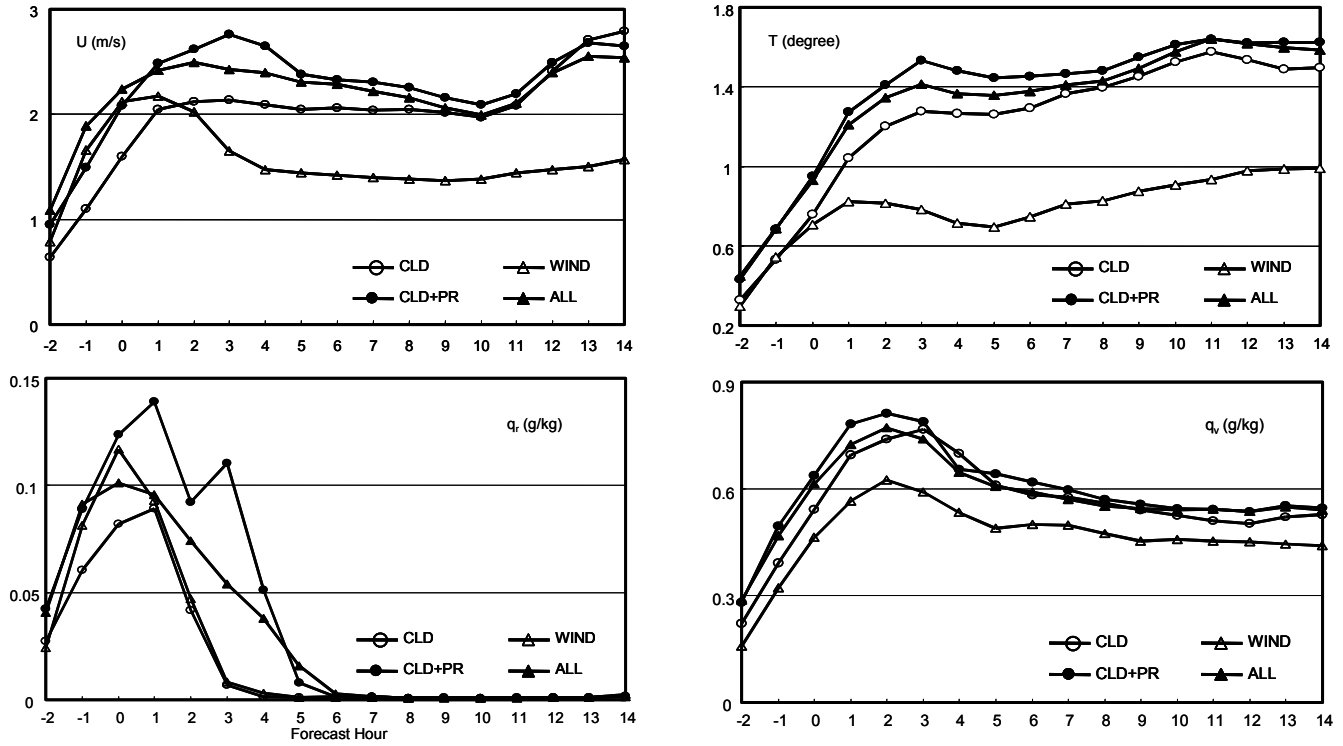 U (m/s)
3
2
1
0
CLD
WIND
CLD+PR
ALL
-2 -1 0 1 2 3 4 5 6 7 8 9 10 11 12 13 14
T (degree)
1.8
1.4
1
0.6
0.2
CLD
WIND
CLD+PR
ALL
-2 -1 0 1 2 3 4 5 6 7 8 9 10 11 12 13 14
qr (g/kg)
0.15
0.1
0.05
0
CLD
WIND
CLD+PR
ALL
-2 -1 0 1 2 3 4 5 6 7 8 9 10 11 12 13 14
Forecast Hour
qv (g/kg)
0.9
0.6
0.3
0
CLD
WIND
CLD+PR
ALL
-2 -1 0 1 2 3 4 5 6 7 8 9 10 11 12 13 14